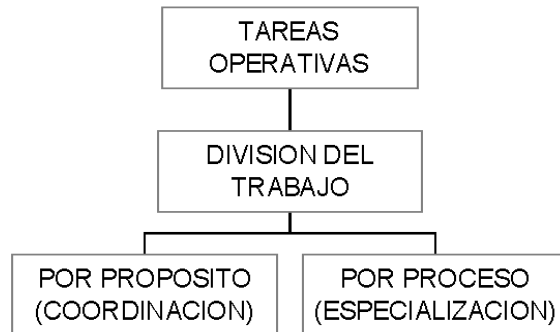 TAREAS
OPERATIVAS
DIVISION DEL
TRABAJO
POR PROPOSITO
(COORDINACION)
POR PROCESO
(ESPECIALIZACION)